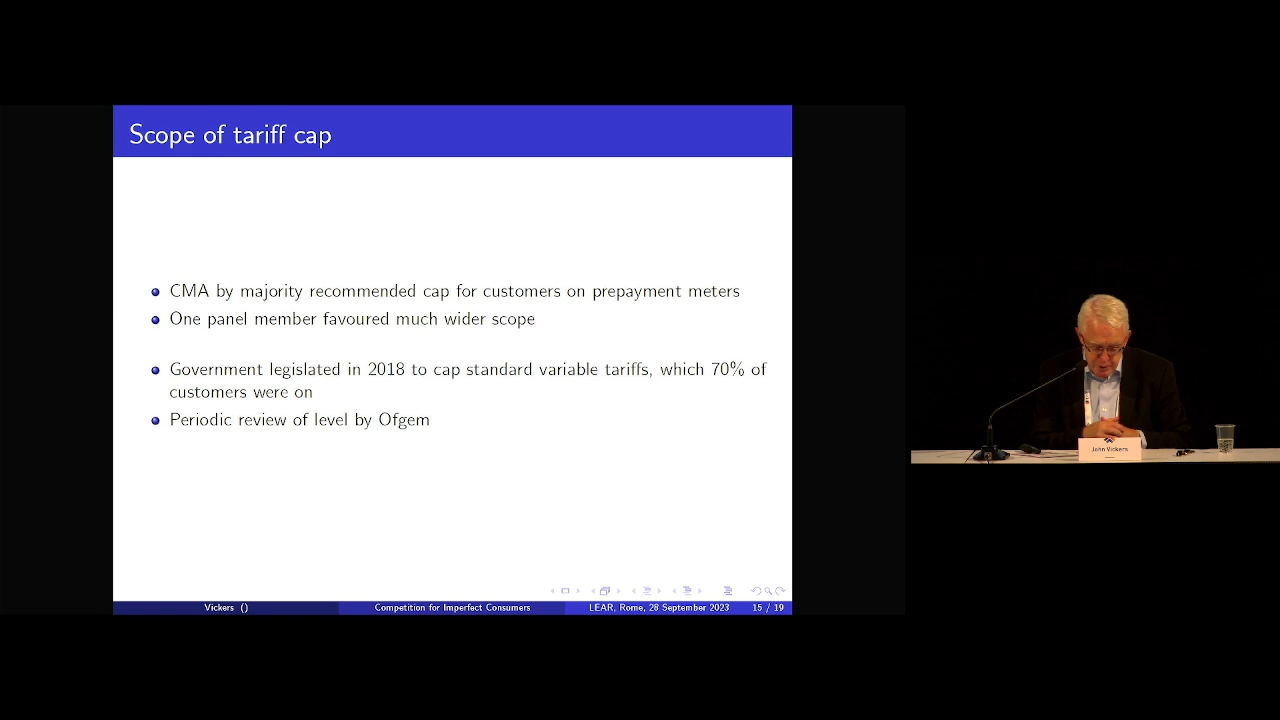 Scope of tariff cap
CMA by majority recommended cap for customers on prepayment meters
One panel member favoured much wider scope
Government legislated in 2018 to cap standard variable tariffs, which 70% of
customers were on
Periodic review of level by Ofgem
Vickers ()
Competition for Imperfect Consumers
LEAR, Rome, 28 September 2023
15 / 19
John Vickers